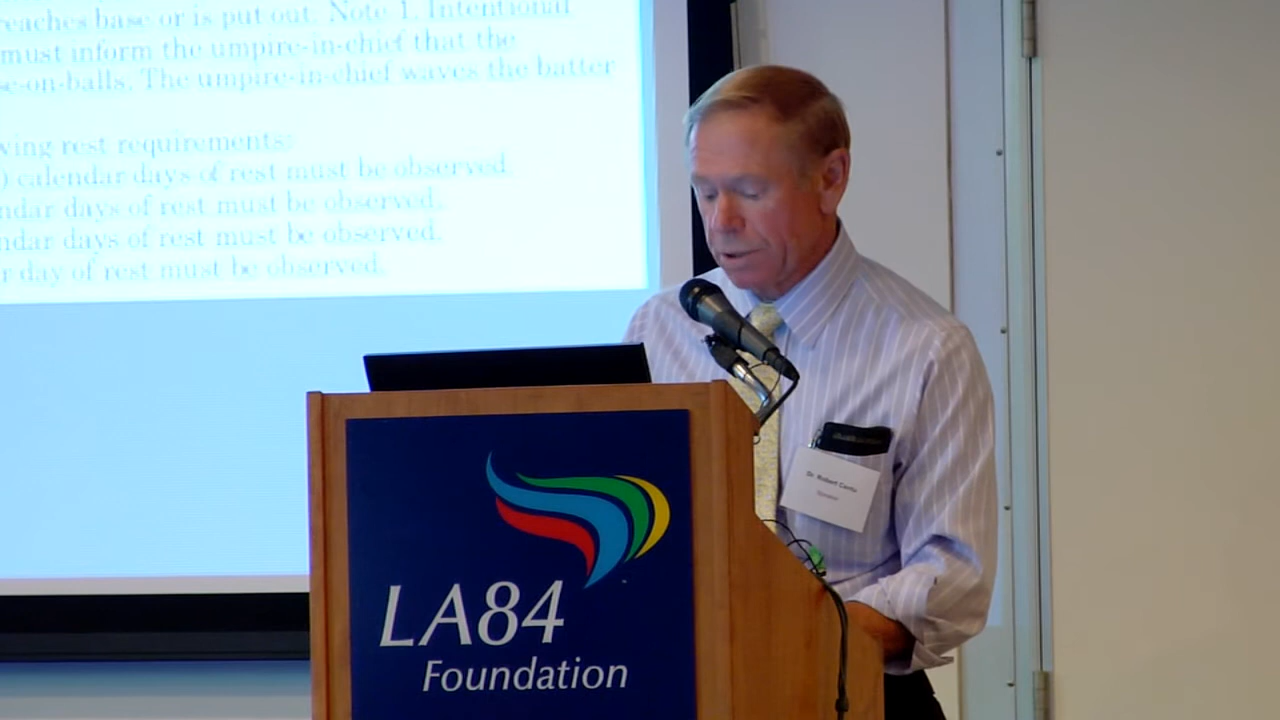 reaches base or is put out. Note 1. Intentional
must inform the umpire-in-chief that the
se-on-balls. The umpire-in-chief waves the batter
wing rest requirements:
) calendar days of rest must be observed.
ndar days of rest must be observed.
ndar days of rest must be observed.
r day of rest must be observed.
Dr. Robert
Speaker
LA84
Foundation